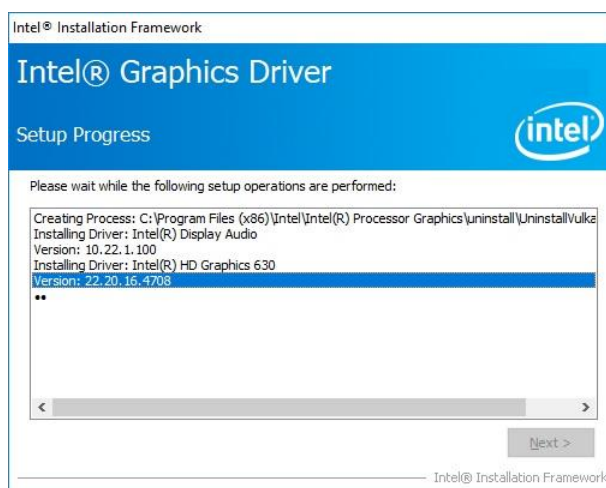 Intel® Installation Framework
Intel® Graphics Driver
Setup Progress
intel
Please wait while the following setup operations are performed:
Creating Process: C:\Program Files (x86)\Intel\Intel(R) Processor Graphics\uninstall\UninstallVulka
Installing Driver: Intel(R) Display Audio
Version: 10.22.1.100
Installing Driver: Intel(R) HD Graphics 630
Version: 22.20.16.4708
••
Next >
Intel® Installation Framework